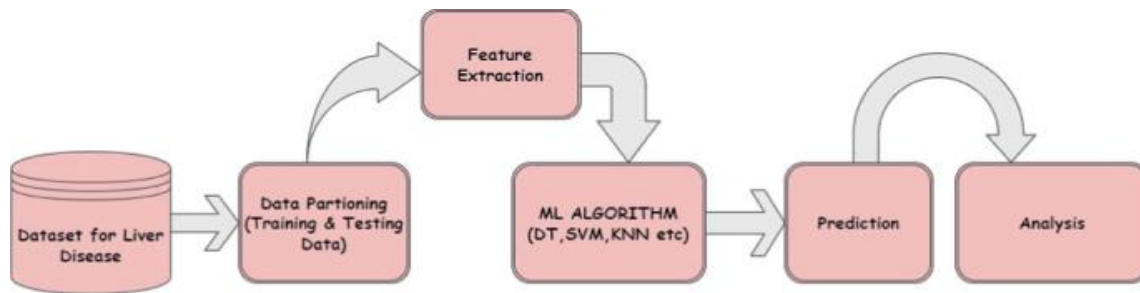 Dataset for Liver
Disease
Data Partioning
(Training & Testing
Data)
Feature
Extraction
ML ALGORITHM
(DT,SVM,KNN etc)
Prediction
Analysis